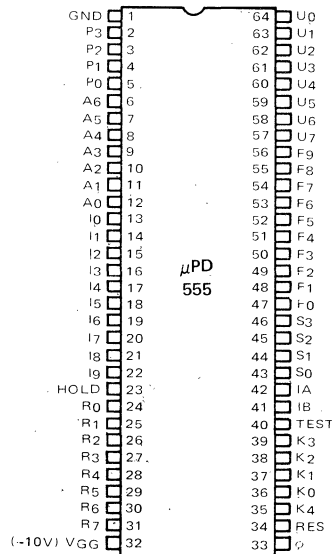 GND 1 64 U0
P3 2 63 U1
P2 3 62 U2
P1 4 61 U3
P0 5 60 U4
A6 6 59 U5
A5 7 58 U6
A4 8 57 U7
A3 9 56 F9
A2 10 55 F8
A1 11 54 F7
A0 12 53 F6
I0 13 52 F5
I1 14 51 F4
I2 15 50 F3
μPD
I3 16 49 F2
I4 17 48 F1
555
I5 18 47 F0
I6 19 46 S3
I7 20 45 S2
I8 21 44 S1
I9 22 43 S0
HOLD 23 42 IA
R0 24 41 IB
R1 25 40 TEST
R2 26 39 K3
R3 27 38 K2
R4 28 37 K1
R5 29 36 K0
R6 30 35 K4
R7 31 34 RES
(-10V) VGG 32 33 φ